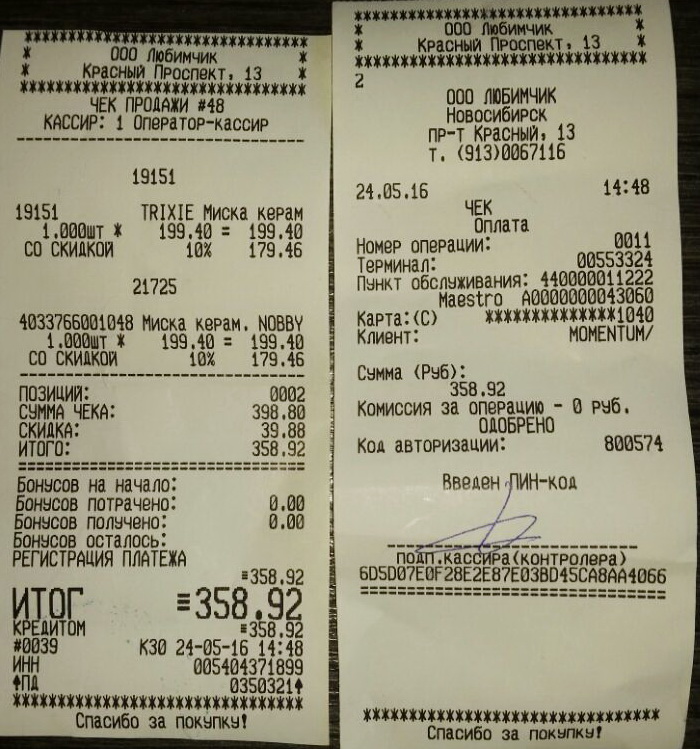 ********************************
* ООО Любимчик *
* Красный Проспект, 13 *
********************************
ЧЕК ПРОДАЖИ #48
КАССИР: 1 Оператор-кассир
19151
19151 TRIXIE Миска керам
1.000шт * 199.40 = 199.40
СО СКИДКОЙ 10% 179.46
21725
4033766001048 Миска керам. NOBBY
1.000шт * 199.40 = 199.40
СО СКИДКОЙ 10% 179.46
ПОЗИЦИЙ: 0002
СУММА ЧЕКА: 398.80
СКИДКА: 39.88
ИТОГО: 358.92
Бонусов на начало:
Бонусов потрачено: 0.00
Бонусов получено: 0.00
Бонусов осталось:
РЕГИСТРАЦИЯ ПЛАТЕЖА
≡358.92
ИТОГ ≡358.92
КРЕДИТОМ ≡358.92
#0039 К30 24-05-16 14:48
ИНН 005404371899
↑ПД 0350321↑
********************************
Спасибо за покупку!
********************************
* ООО Любимчик *
* Красный Проспект, 13 *
********************************
2
ООО ЛЮБИМЧИК
Новосибирск
пр-т Красный, 13
т. (913)0067116
24.05.16 14:48
ЧЕК
Оплата
Номер операции: 0011
Терминал: 00553324
Пункт обслуживания: 440000011222
Maestro A0000000043060
Карта:(С) ***************1040
Клиент: MOMENTUM/
Сумма (Руб):
358.92
Комиссия за операцию - 0 руб.
ОДОБРЕНО
Код авторизации: 800574
Введен ПИН-код
подп.кассира(контролера)
6D5D07E0F28E2E87E03BD45CA8AA4066
================================
********************************
Спасибо за покупку!